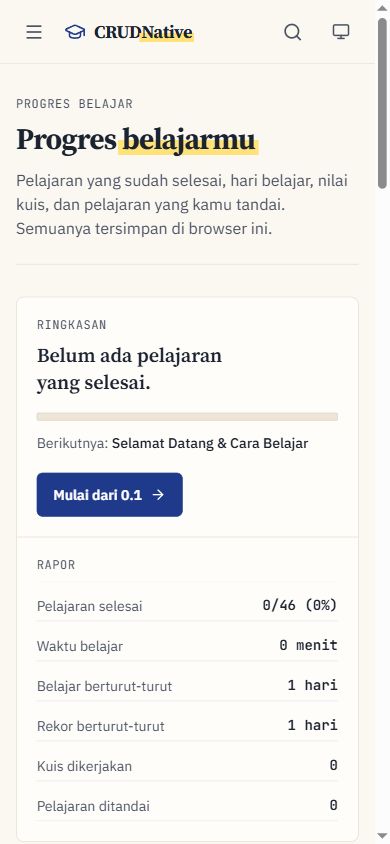 CRUDNative
PROGRES BELAJAR
Progres belajarmu
Pelajaran yang sudah selesai, hari belajar, nilai
kuis, dan pelajaran yang kamu tandai.
Semuanya tersimpan di browser ini.
RINGKASAN
Belum ada pelajaran
yang selesai.
Berikutnya: Selamat Datang & Cara Belajar
Mulai dari 0.1 →
RAPOR
Pelajaran selesai 0/46 (0%)
Waktu belajar 0 menit
Belajar berturut-turut 1 hari
Rekor berturut-turut 1 hari
Kuis dikerjakan 0
Pelajaran ditandai 0